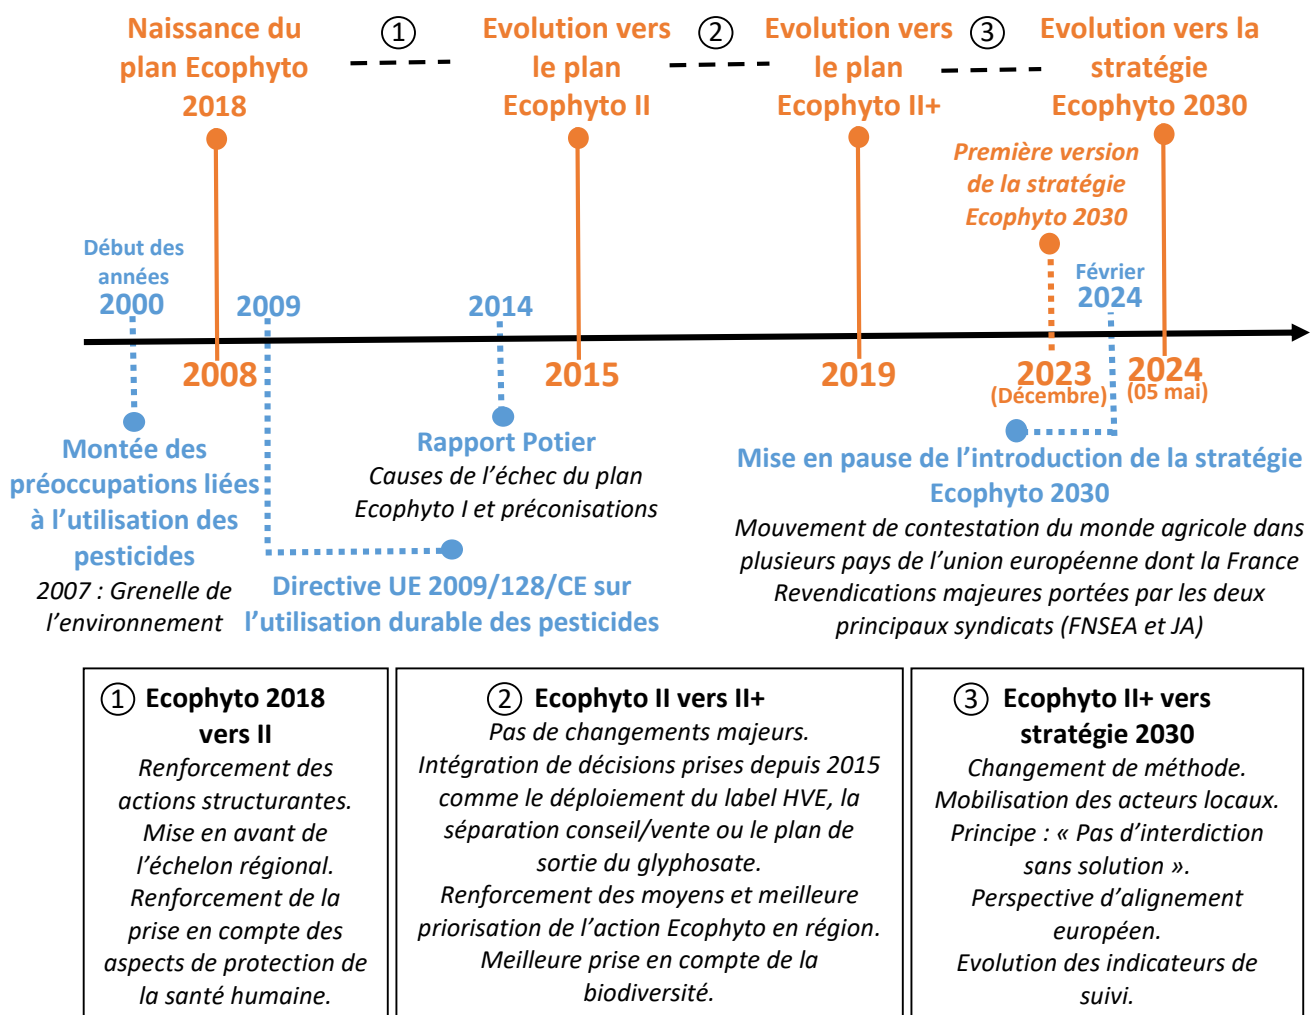 Naissance du
plan Ecophyto
2018
①
Evolution vers
le plan
Ecophyto II
②
Evolution vers
le plan
Ecophyto II+
③
Evolution vers la
stratégie
Ecophyto 2030
Première version
de la stratégie
Ecophyto 2030
Début des
années
2000
2009
2014
Février
2024
2008
2015
2019
2023
(Décembre)
2024
(05 mai)
Montée des
préoccupations liées
à l’utilisation des
pesticides
2007 : Grenelle de
l’environnement
Directive UE 2009/128/CE sur
l’utilisation durable des pesticides
Rapport Potier
Causes de l’échec du plan
Ecophyto I et préconisations
Mise en pause de l’introduction de la stratégie
Ecophyto 2030
Mouvement de contestation du monde agricole dans
plusieurs pays de l’union européenne dont la France
Revendications majeures portées par les deux
principaux syndicats (FNSEA et JA)
① Ecophyto 2018
vers II
Renforcement des
actions structurantes.
Mise en avant de
l’échelon régional.
Renforcement de la
prise en compte des
aspects de protection de
la santé humaine.
② Ecophyto II vers II+
Pas de changements majeurs.
Intégration de décisions prises depuis 2015
comme le déploiement du label HVE, la
séparation conseil/vente ou le plan de
sortie du glyphosate.
Renforcement des moyens et meilleure
priorisation de l’action Ecophyto en région.
Meilleure prise en compte de la
biodiversité.
③ Ecophyto II+ vers
stratégie 2030
Changement de méthode.
Mobilisation des acteurs locaux.
Principe : « Pas d’interdiction
sans solution ».
Perspective d’alignement
européen.
Evolution des indicateurs de
suivi.